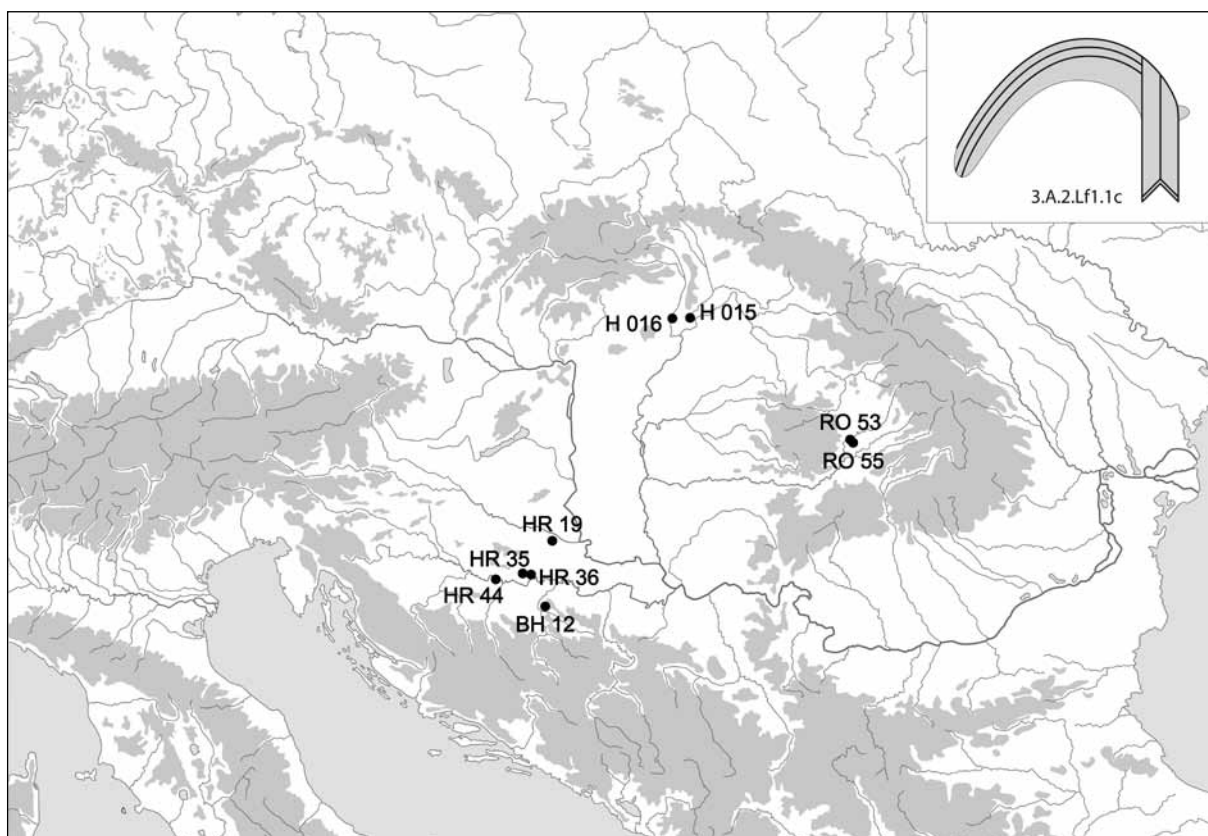 3.A.2.Lf1.1c
H 016
H 015
RO 53
RO 55
HR 19
HR 35
HR 36
HR 44
BH 12